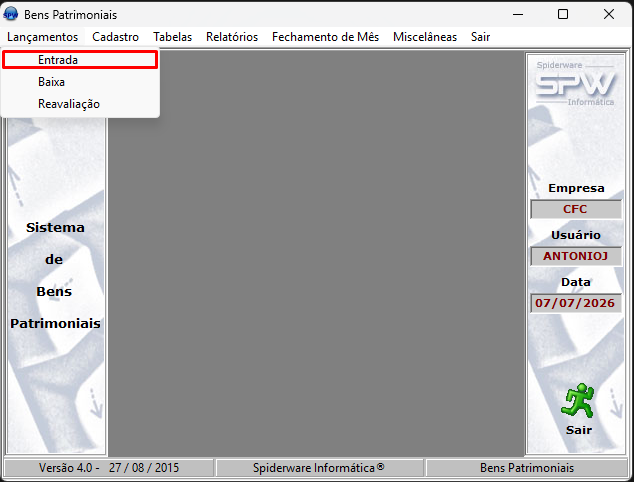 SPW Bens Patrimoniais
Lançamentos Cadastro Tabelas Relatórios Fechamento de Mês Miscelâneas Sair
Entrada
Baixa
Reavaliação
Spiderware
SPW
Informática
Empresa
CFC
Usuário
ANTONIOJ
Data
07/07/2026
Sair
Sistema
de
Bens
Patrimoniais
Versão 4.0 - 27 / 08 / 2015 Spiderware Informática® Bens Patrimoniais